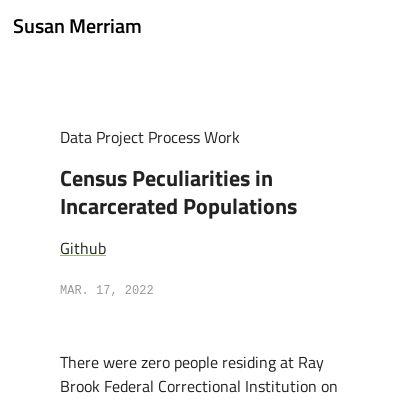 Susan Merriam
Data Project Process Work
Census Peculiarities in
Incarcerated Populations
Github
MAR. 17, 2022
There were zero people residing at Ray
Brook Federal Correctional Institution on